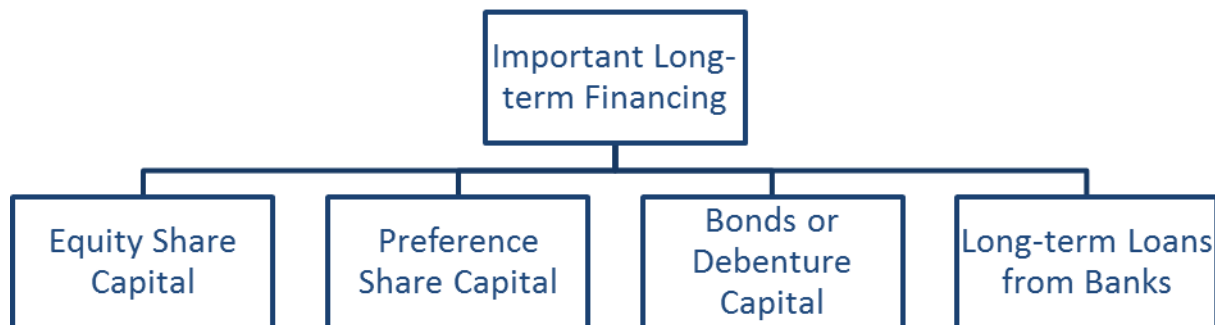 Important Long-
term Financing
Equity Share
Capital
Preference
Share Capital
Bonds or
Debenture
Capital
Long-term Loans
from Banks